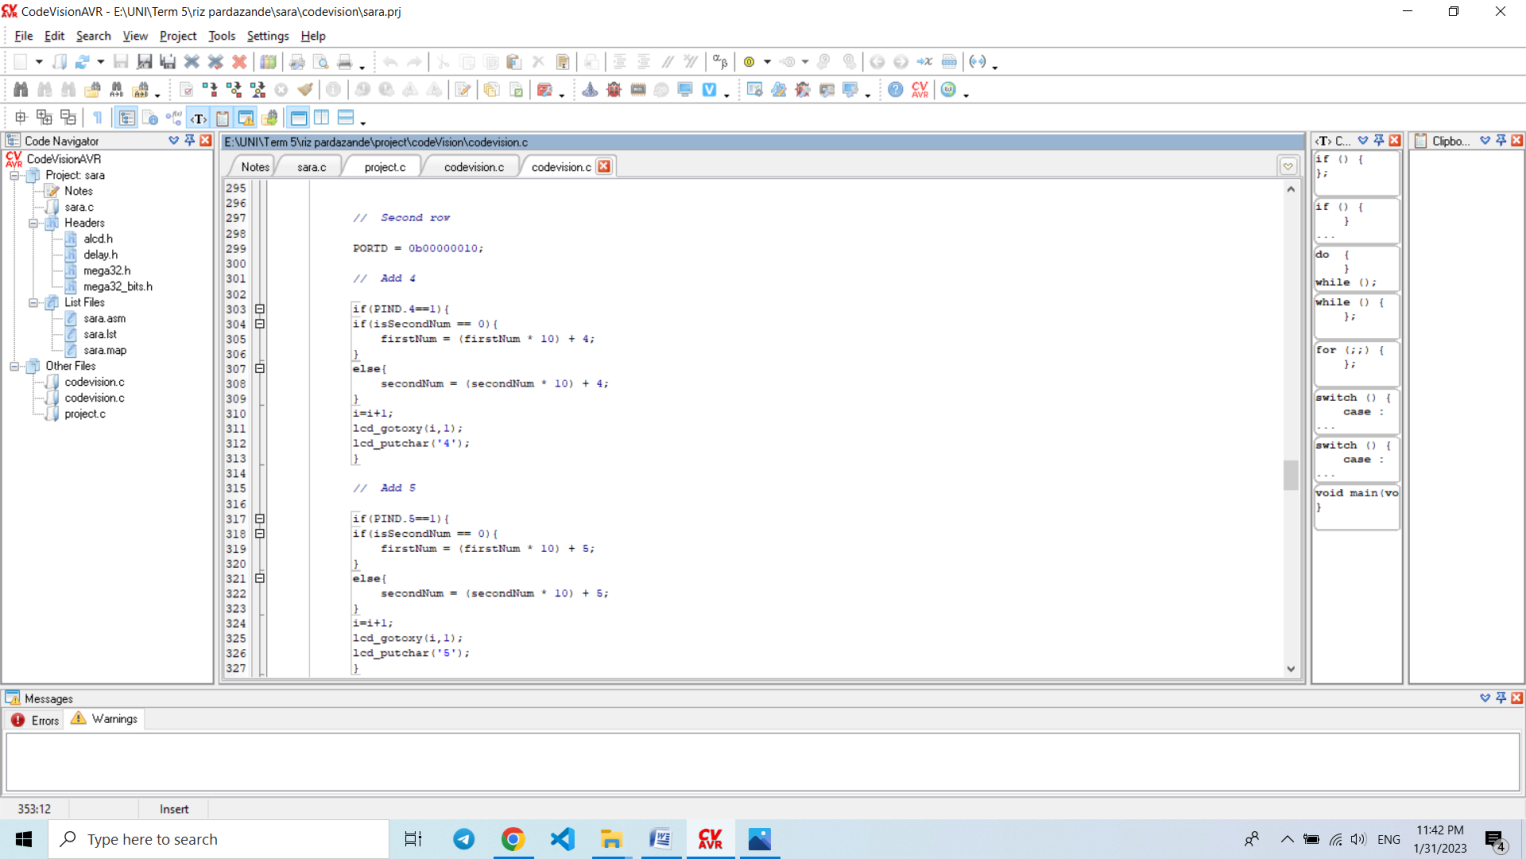 CodeVisionAVR - E:\UNI\Term 5\riz pardazande\sara\codevision\sara.prj
File Edit Search View Project Tools Settings Help
Code Navigator
CodeVisionAVR
Project: sara
Notes
sara.c
Headers
alcd.h
delay.h
mega32.h
mega32_bits.h
List Files
sara.asm
sara.lst
sara.map
Other Files
codevision.c
codevision.c
project.c
E:\UNI\Term 5\riz pardazande\project\codeVision\codevision.c
Notes sara.c project.c codevision.c codevision.c
295
296
297 // Second row
298
299 PORTD = 0b00000010;
300
301 // Add 4
302
303 if(PIND.4==1){
304 if(isSecondNum == 0){
305 firstNum = (firstNum * 10) + 4;
306 }
307 else{
308 secondNum = (secondNum * 10) + 4;
309 }
310 i=i+1;
311 lcd_gotoxy(i,1);
312 lcd_putchar('4');
313 }
314
315 // Add 5
316
317 if(PIND.5==1){
318 if(isSecondNum == 0){
319 firstNum = (firstNum * 10) + 5;
320 }
321 else{
322 secondNum = (secondNum * 10) + 5;
323 }
324 i=i+1;
325 lcd_gotoxy(i,1);
326 lcd_putchar('5');
327 }
<T> C...
if () {
};
if () {
}
...
do {
}
while ();
while () {
};
for (;;) {
};
switch () {
case :
...
switch () {
case :
...
void main(vo
}
Clipbo...
Messages
Errors Warnings
353:12 Insert
Type here to search
CV AVR
ENG
11:42 PM
1/31/2023
4